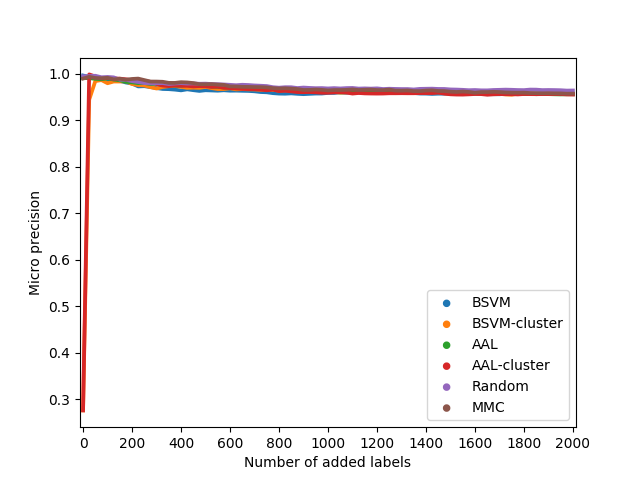 1.0
0.9
0.8
0.7
0.6
0.5
0.4
0.3
Micro precision
BSVM
BSVM-cluster
AAL
AAL-cluster
Random
MMC
0 200 400 600 800 1000 1200 1400 1600 1800 2000
Number of added labels